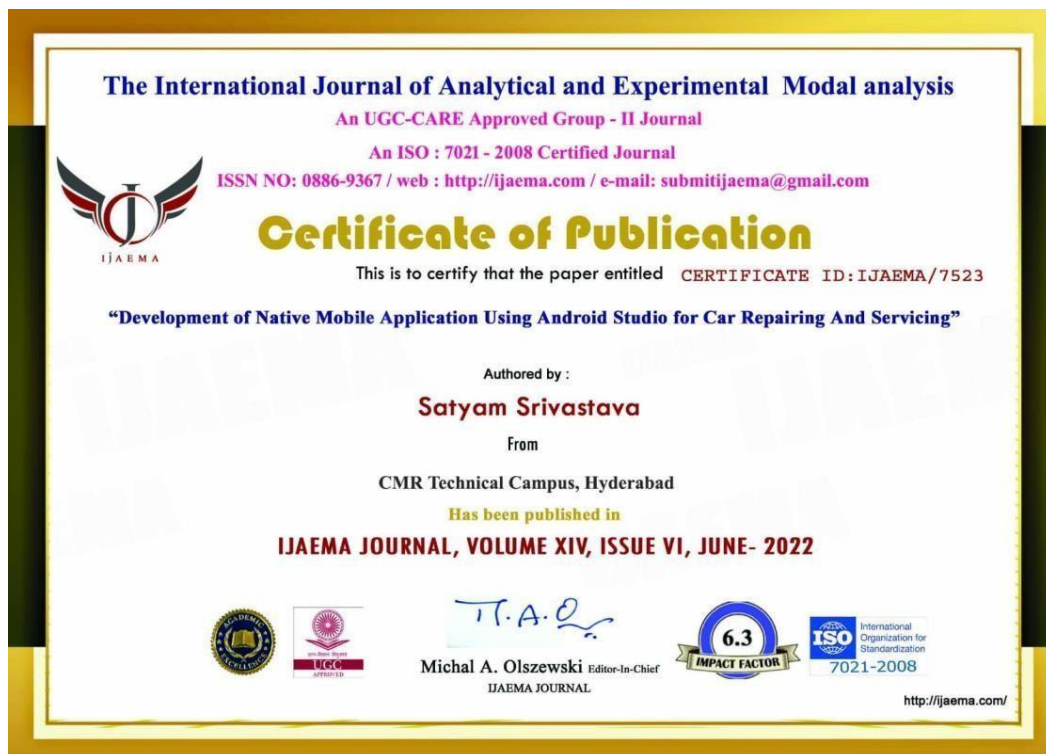 The International Journal of Analytical and Experimental Modal analysis
An UGC-CARE Approved Group - II Journal
An ISO : 7021 - 2008 Certified Journal
ISSN NO: 0886-9367 / web : http://ijaema.com / e-mail: submitijaema@gmail.com
IJAEMA
Certificate of Publication
This is to certify that the paper entitled CERTIFICATE ID:IJAEMA/7523
“Development of Native Mobile Application Using Android Studio for Car Repairing And Servicing”
Authored by :
Satyam Srivastava
From
CMR Technical Campus, Hyderabad
Has been published in
IJAEMA JOURNAL, VOLUME XIV, ISSUE VI, JUNE- 2022
ACADEMIC
EXCELLENCE
UGC
APPROVED
Michal A. Olszewski Editor-In-Chief
IJAEMA JOURNAL
6.3
IMPACT FACTOR
ISO
International
Organization for
Standardization
7021-2008
http://ijaema.com/